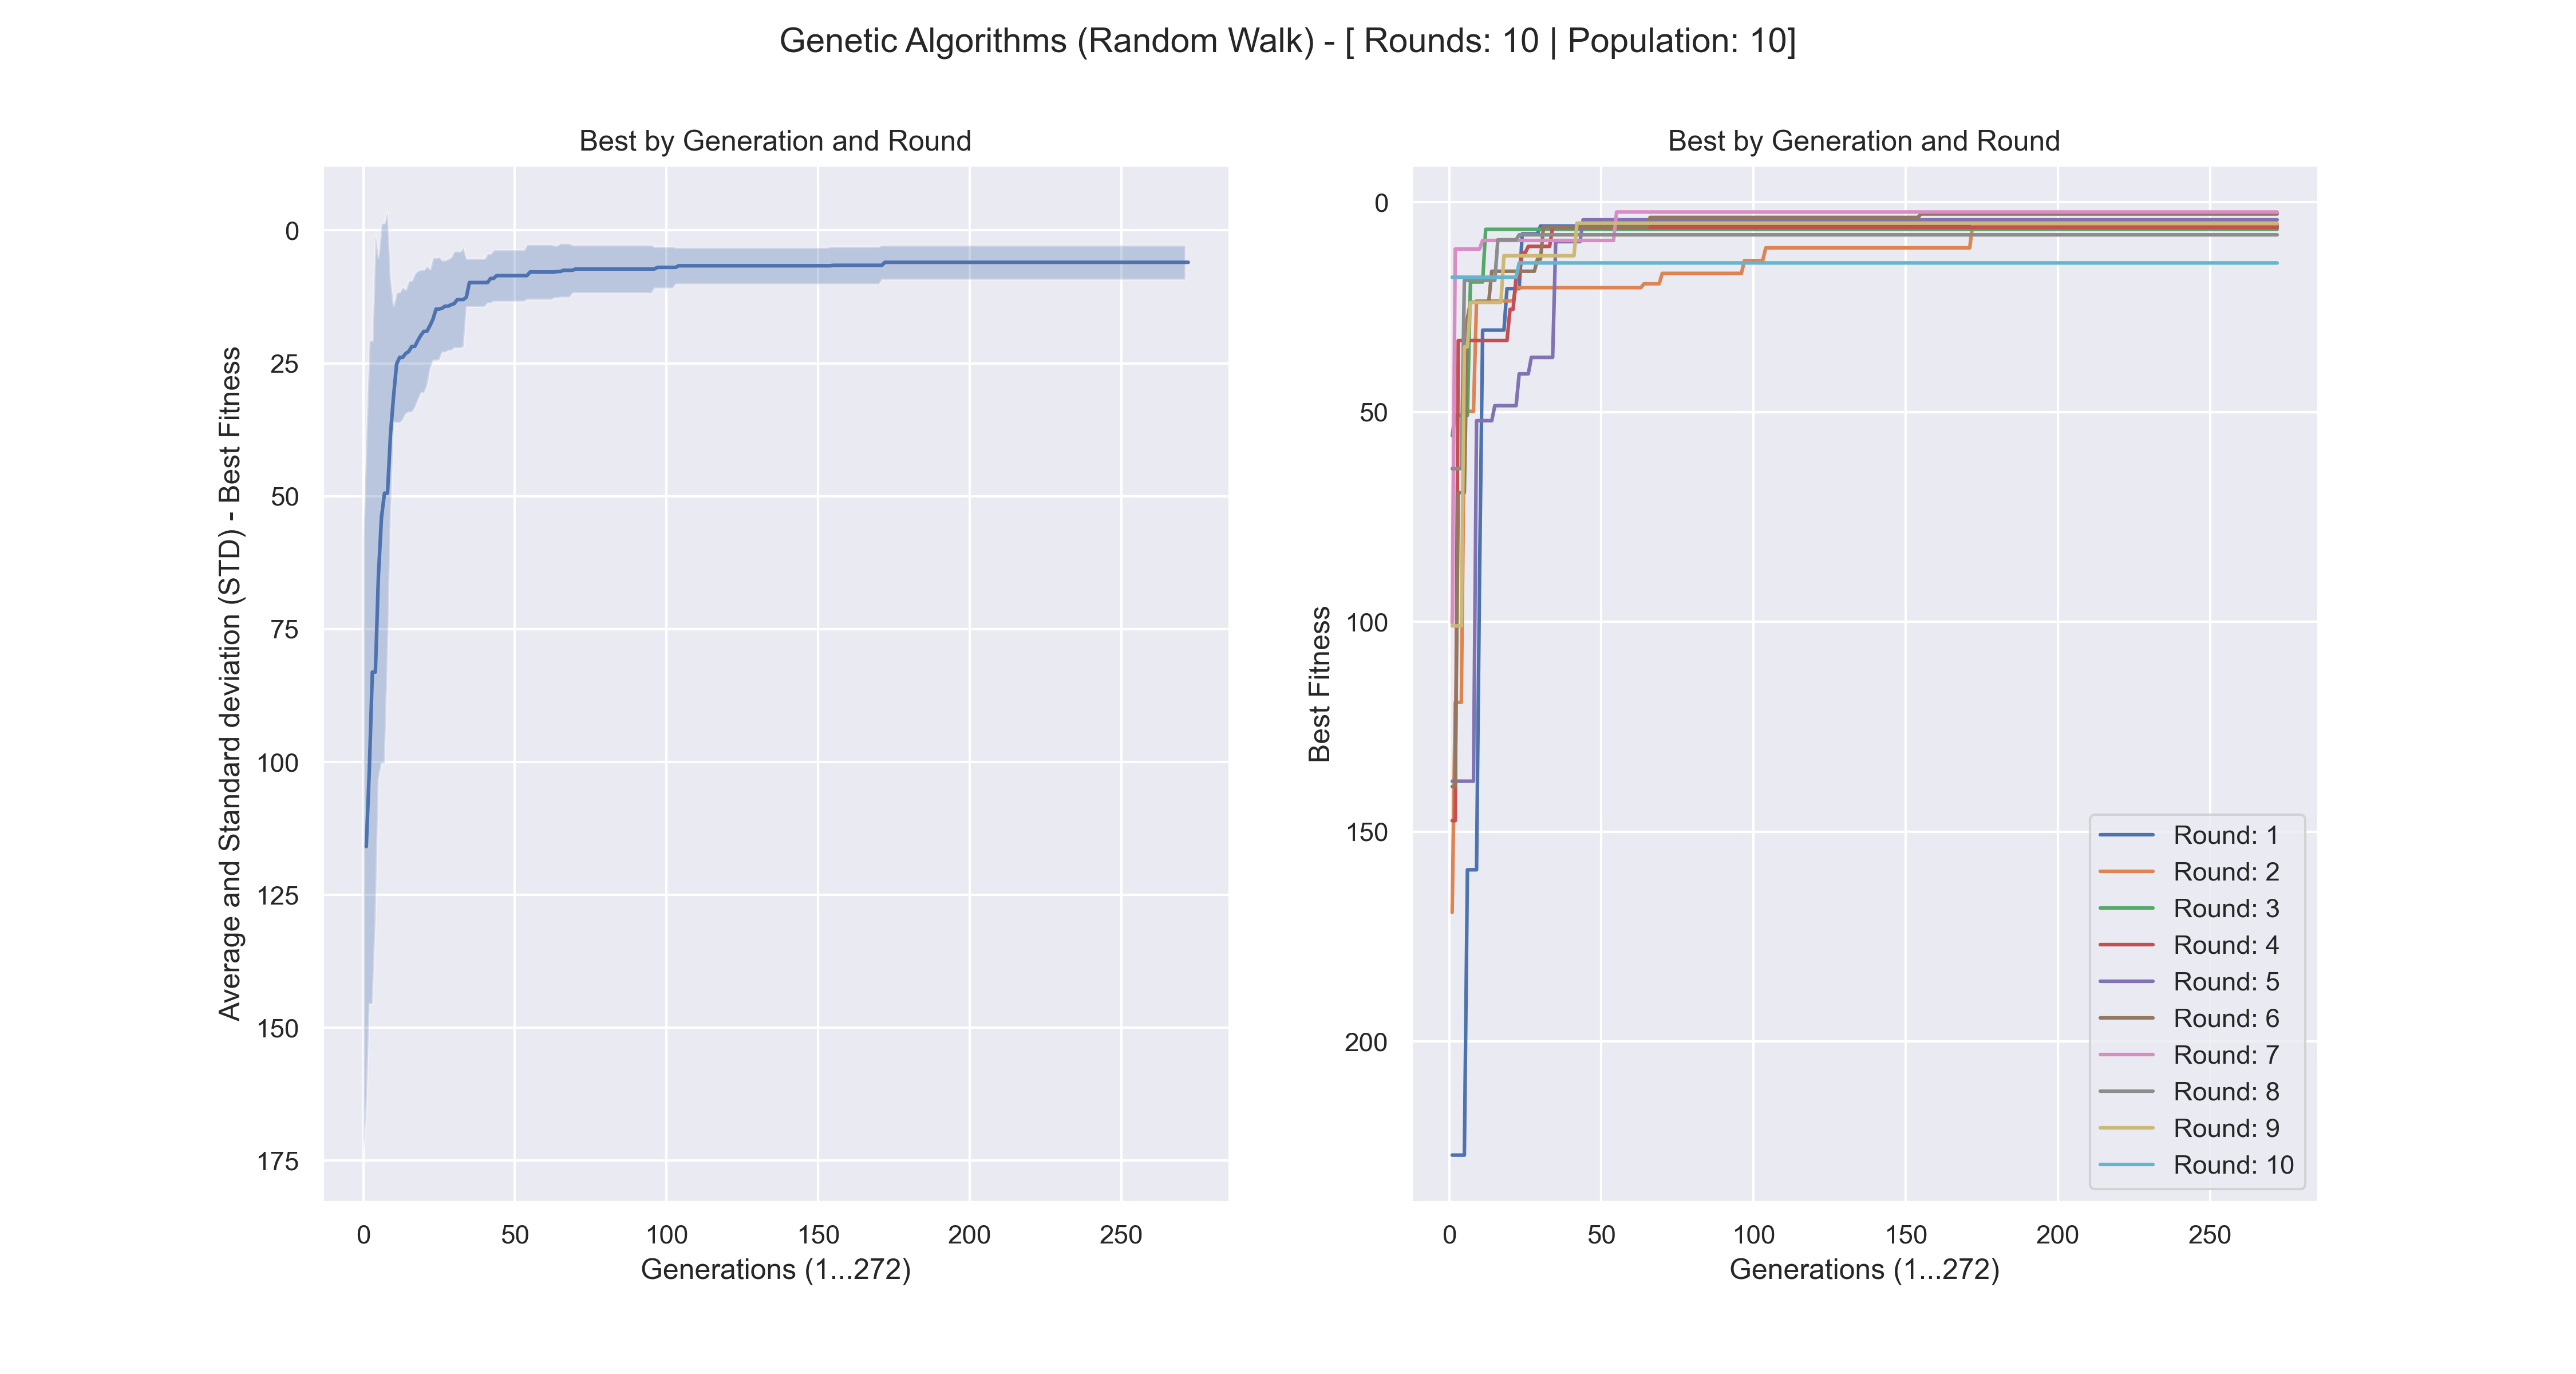 Genetic Algorithms (Random Walk) - [ Rounds: 10 | Population: 10]
Best by Generation and Round
Average and Standard deviation (STD) - Best Fitness
0
25
50
75
100
125
150
175
0
50
100
150
200
250
Generations (1...272)
Best by Generation and Round
Best Fitness
0
50
100
150
200
Round: 1
Round: 2
Round: 3
Round: 4
Round: 5
Round: 6
Round: 7
Round: 8
Round: 9
Round: 10
0
50
100
150
200
250
Generations (1...272)